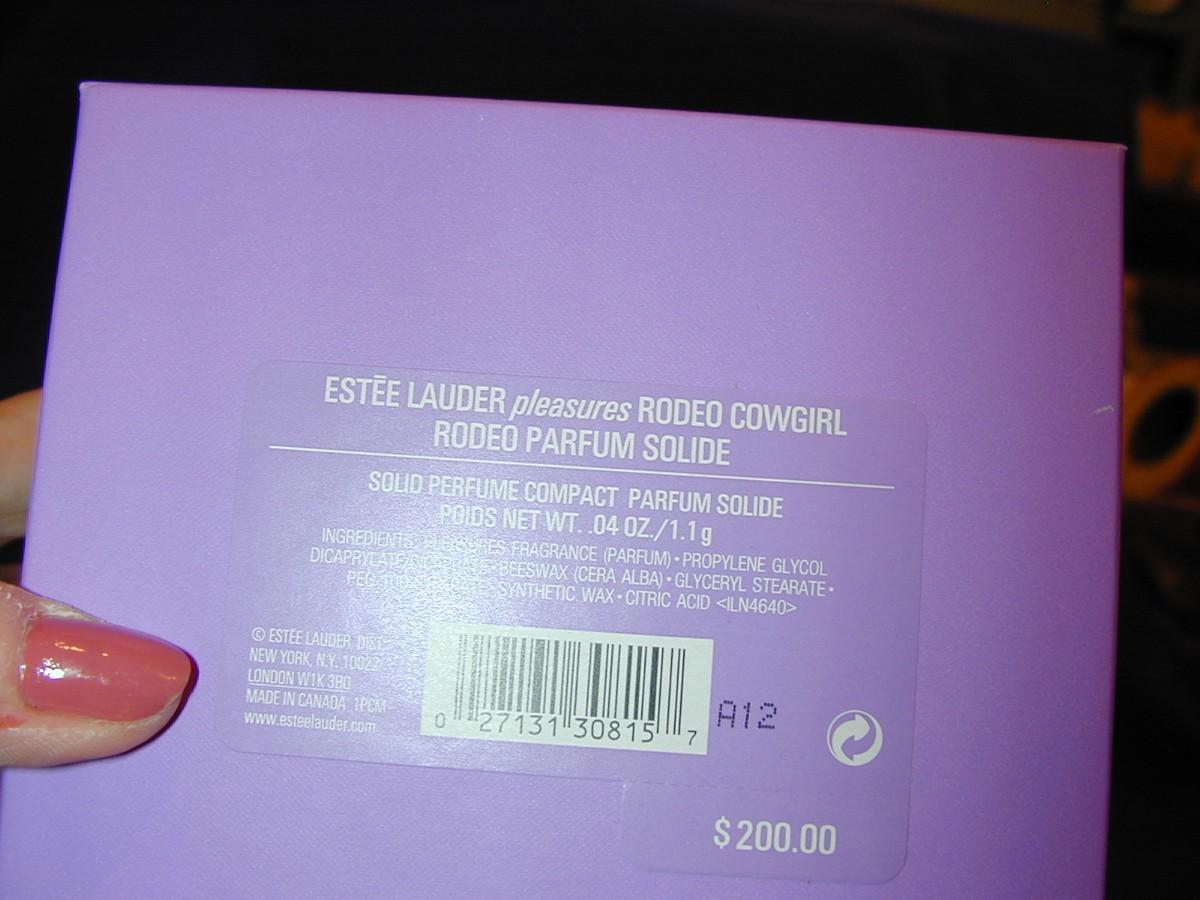 ESTĒE LAUDER pleasures RODEO COWGIRL
RODEO PARFUM SOLIDE
SOLID PERFUME COMPACT PARFUM SOLIDE
POIDS NET WT. .04 OZ./1.1g
INGREDIENTS: PLEASURES FRAGRANCE (PARFUM) • PROPYLENE GLYCOL
• BEESWAX (CERA ALBA) • GLYCERYL STEARATE •
SYNTHETIC WAX • CITRIC ACID <ILN4640>
© ESTĒE LAUDER, DIST.
NEW YORK, N.Y. 10022
LONDON W1K 3BQ
MADE IN CANADA 1PCM
www.esteelauder.com
0 27131 30815 7
A12
$200.00